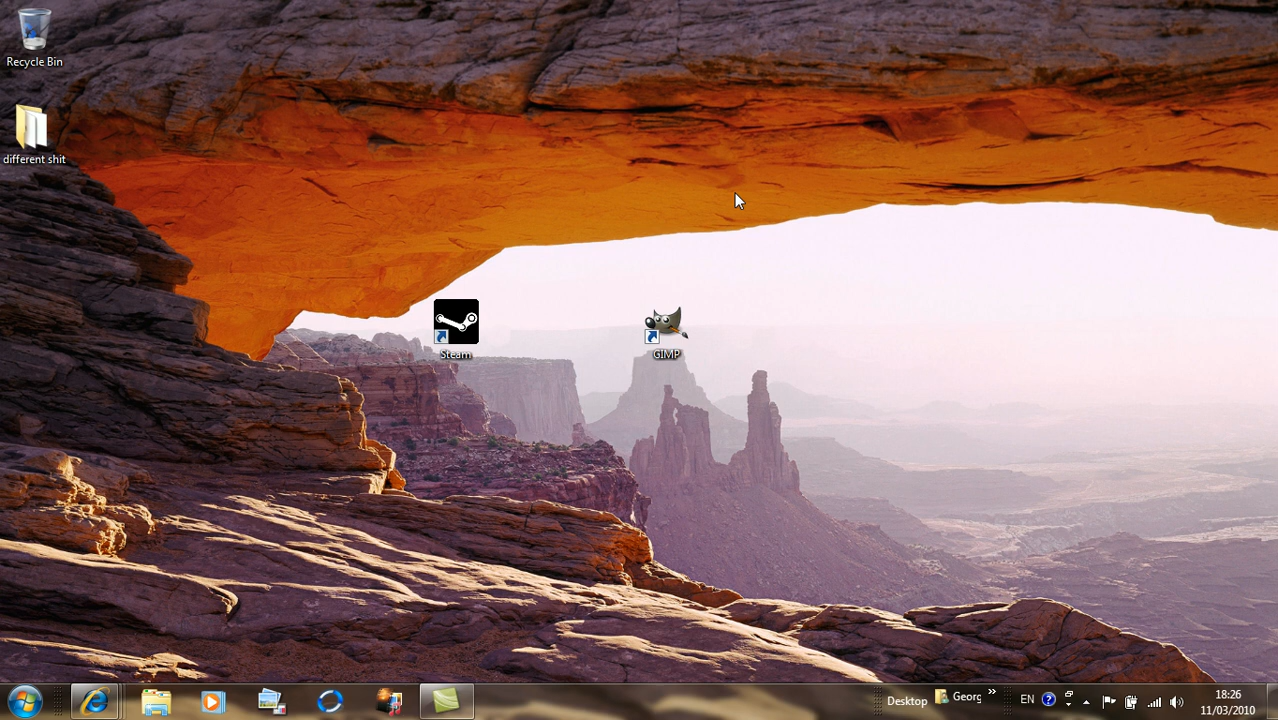 Recycle Bin
different shit
Steam
GIMP
Desktop
Georg
»
EN
18:26
11/03/2010